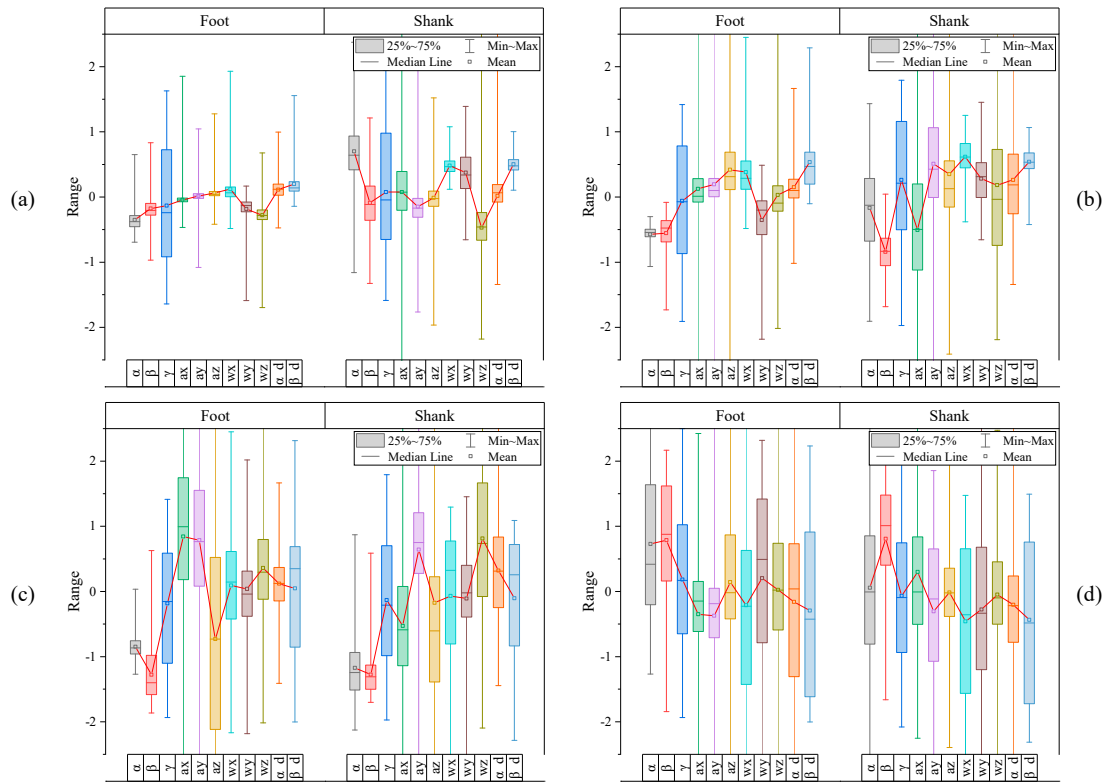 Foot Shank
25%~75% Min~Max
Median Line Mean
Range
2
1
0
-1
-2
(a)
α β γ ax ay az wx wy wz α d β d α β γ ax ay az wx wy wz α d β d
Foot Shank
25%~75% Min~Max
Median Line Mean
Range
2
1
0
-1
-2
(b)
α β γ ax ay az wx wy wz α d β d α β γ ax ay az wx wy wz α d β d
Foot Shank
25%~75% Min~Max
Median Line Mean
Range
2
1
0
-1
-2
(c)
α β γ ax ay az wx wy wz α d β d α β γ ax ay az wx wy wz α d β d
Foot Shank
25%~75% Min~Max
Median Line Mean
Range
2
1
0
-1
-2
(d)
α β γ ax ay az wx wy wz α d β d α β γ ax ay az wx wy wz α d β d